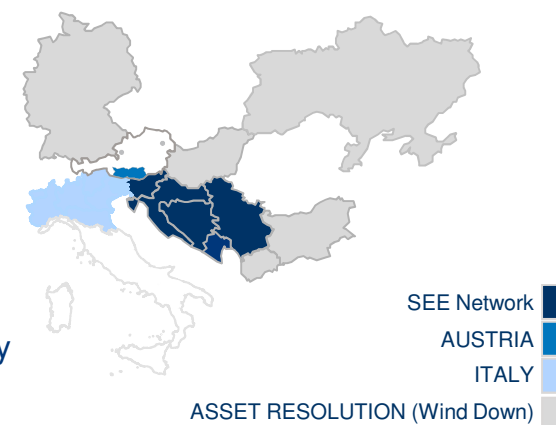 SEE Network
AUSTRIA
y
ITALY
ASSET RESOLUTION (Wind Down)